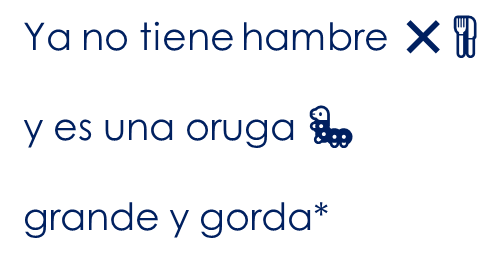 Ya no tiene hambre
y es una oruga
grande y gorda*